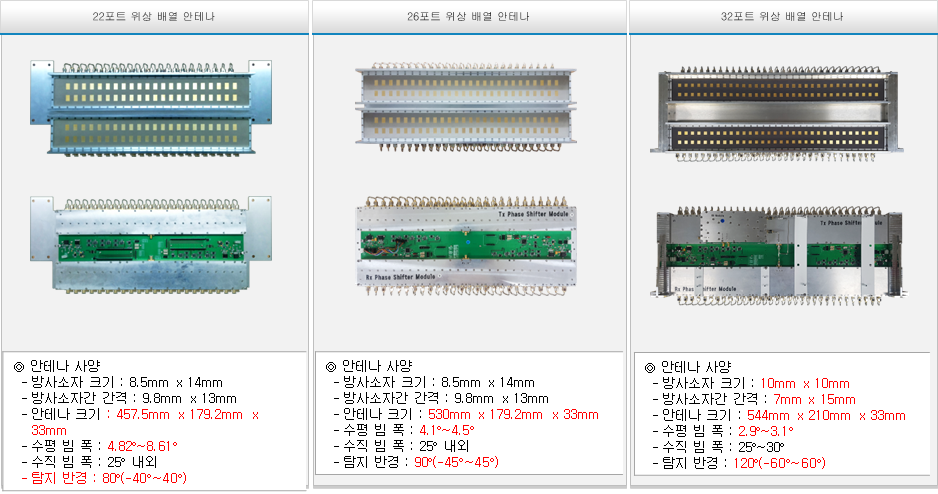 22포트 위상 배열 안테나
26포트 위상 배열 안테나
32포트 위상 배열 안테나
Tx Phase Shifter Module
Rx Phase Shifter Module
Tx Phase Shifter Module
Rx Phase Shifter Module
◎ 안테나 사양
- 방사소자 크기 : 8.5mm x 14mm
- 방사소자간 간격 : 9.8mm x 13mm
- 안테나 크기 : 457.5mm x 179.2mm x
33mm
- 수평 빔 폭 : 4.82°~8.61°
- 수직 빔 폭 : 25° 내외
- 탐지 반경 : 80°(-40°~40°)
◎ 안테나 사양
- 방사소자 크기 : 8.5mm x 14mm
- 방사소자간 간격 : 9.8mm x 13mm
- 안테나 크기 : 530mm x 179.2mm x 33mm
- 수평 빔 폭 : 4.1°~4.5°
- 수직 빔 폭 : 25° 내외
- 탐지 반경 : 90°(-45°~45°)
◎ 안테나 사양
- 방사소자 크기 : 10mm x 10mm
- 방사소자간 간격 : 7mm x 15mm
- 안테나 크기 : 544mm x 210mm x 33mm
- 수평 빔 폭 : 2.9°~3.1°
- 수직 빔 폭 : 25°~30°
- 탐지 반경 : 120°(-60°~60°)